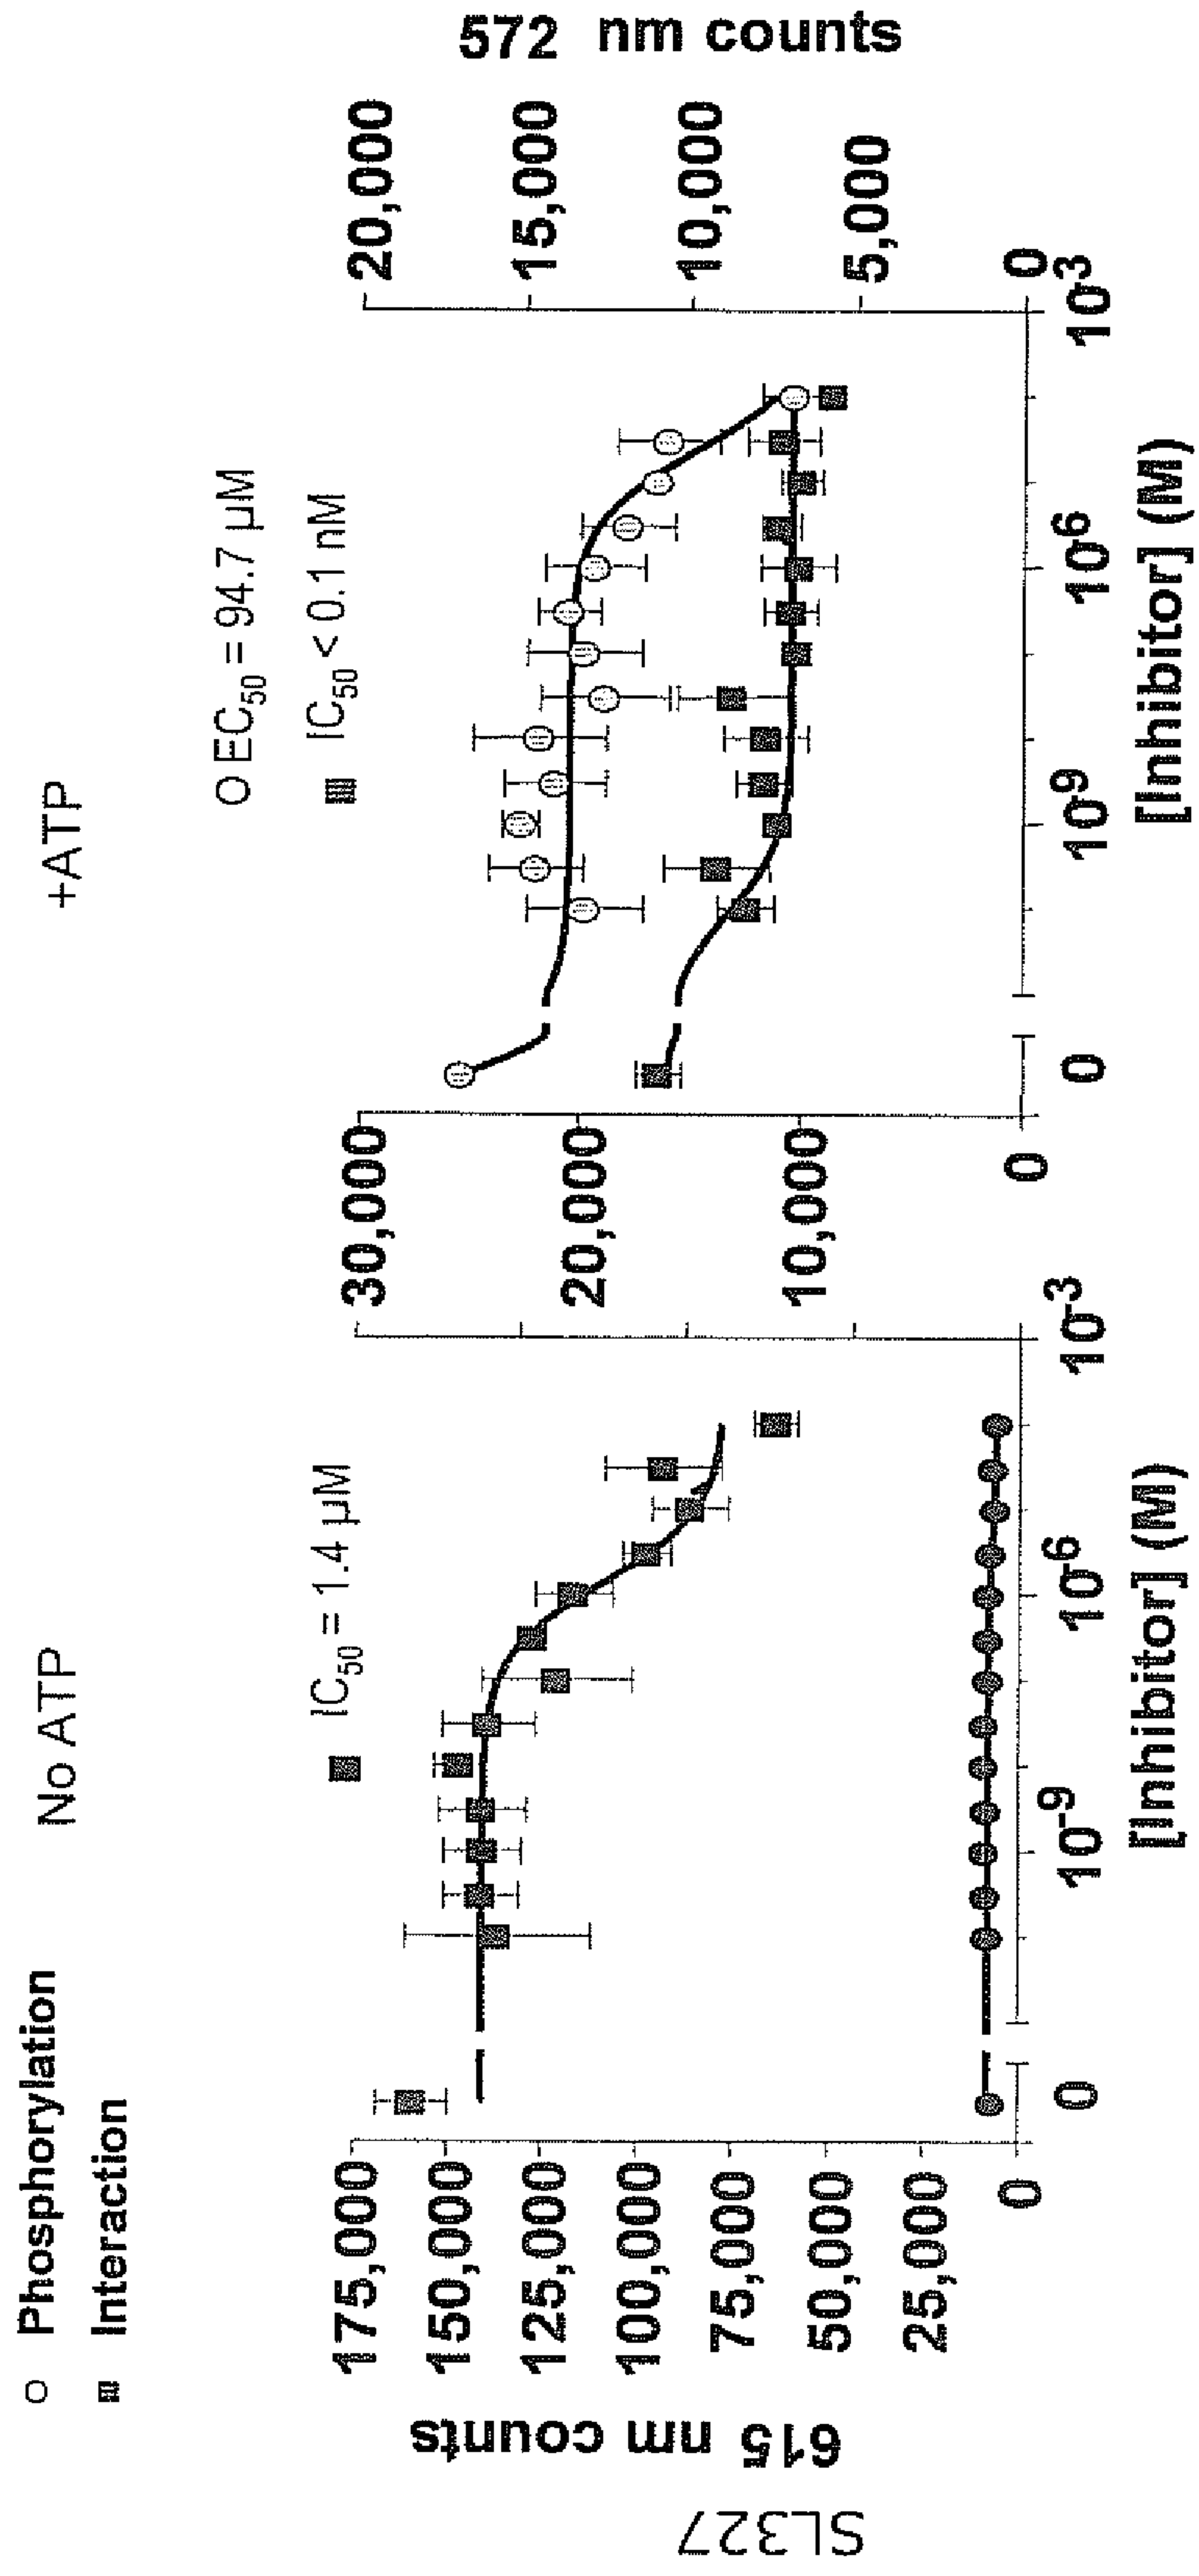 ○ Phosphorylation
■ Interaction
No ATP
+ATP
■ IC50 = 1.4 µM
○ EC50 = 94.7 µM
■ IC50 < 0.1 nM
SL327
615 nm counts
175,000
150,000
125,000
100,000
75,000
50,000
25,000
0
0
10-9
10-6
10-3
[Inhibitor] (M)
30,000
20,000
10,000
0
0
10-9
10-6
10-3
[Inhibitor] (M)
20,000
15,000
10,000
5,000
0
572 nm counts